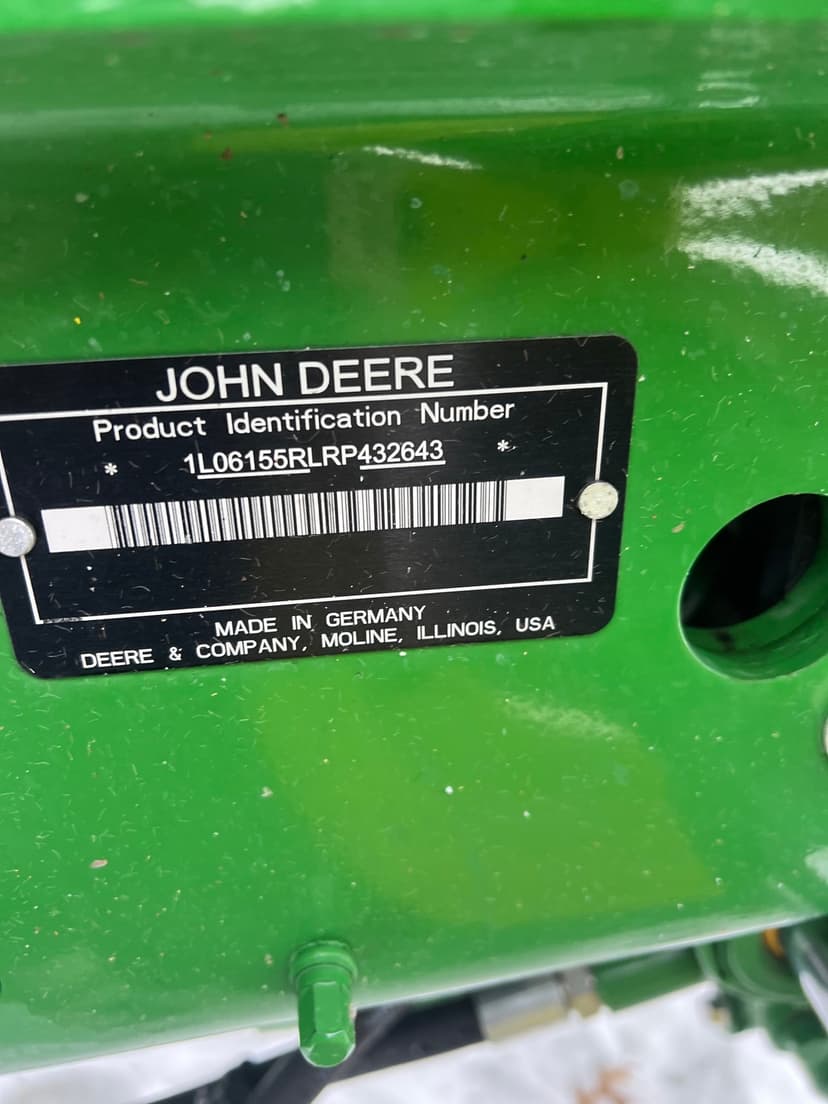 JOHN DEERE
Product Identification Number
* 1L06155RLRP432643 *
MADE IN GERMANY
DEERE & COMPANY, MOLINE, ILLINOIS, USA